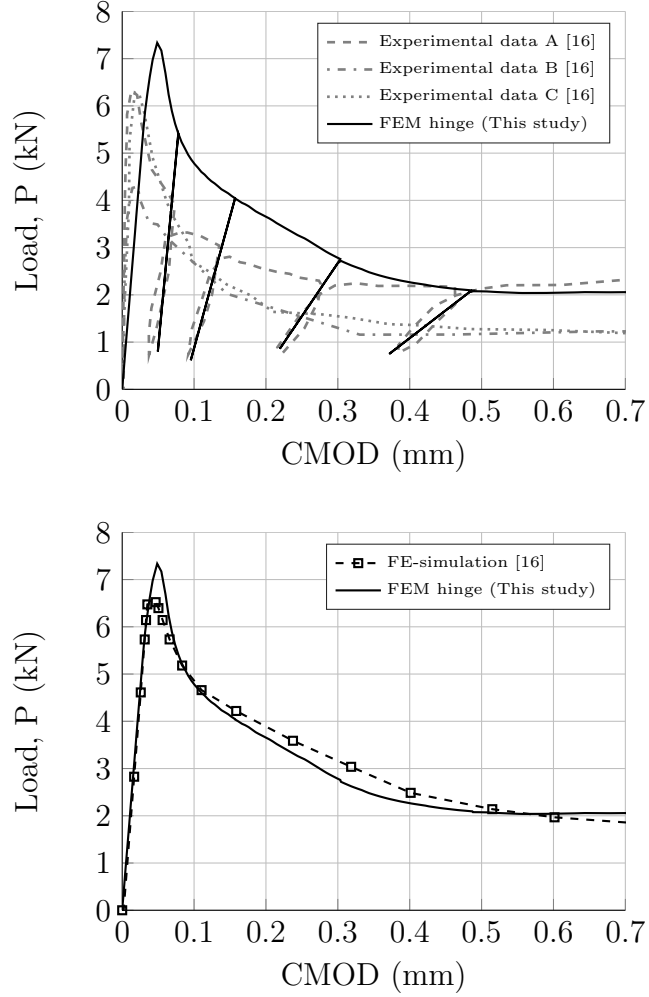 8
7
6
5
4
3
2
1
0
Load, P (kN)
Experimental data A [16]
Experimental data B [16]
Experimental data C [16]
FEM hinge (This study)
0 0.1 0.2 0.3 0.4 0.5 0.6 0.7
CMOD (mm)
8
7
6
5
4
3
2
1
0
Load, P (kN)
FE-simulation [16]
FEM hinge (This study)
0 0.1 0.2 0.3 0.4 0.5 0.6 0.7
CMOD (mm)